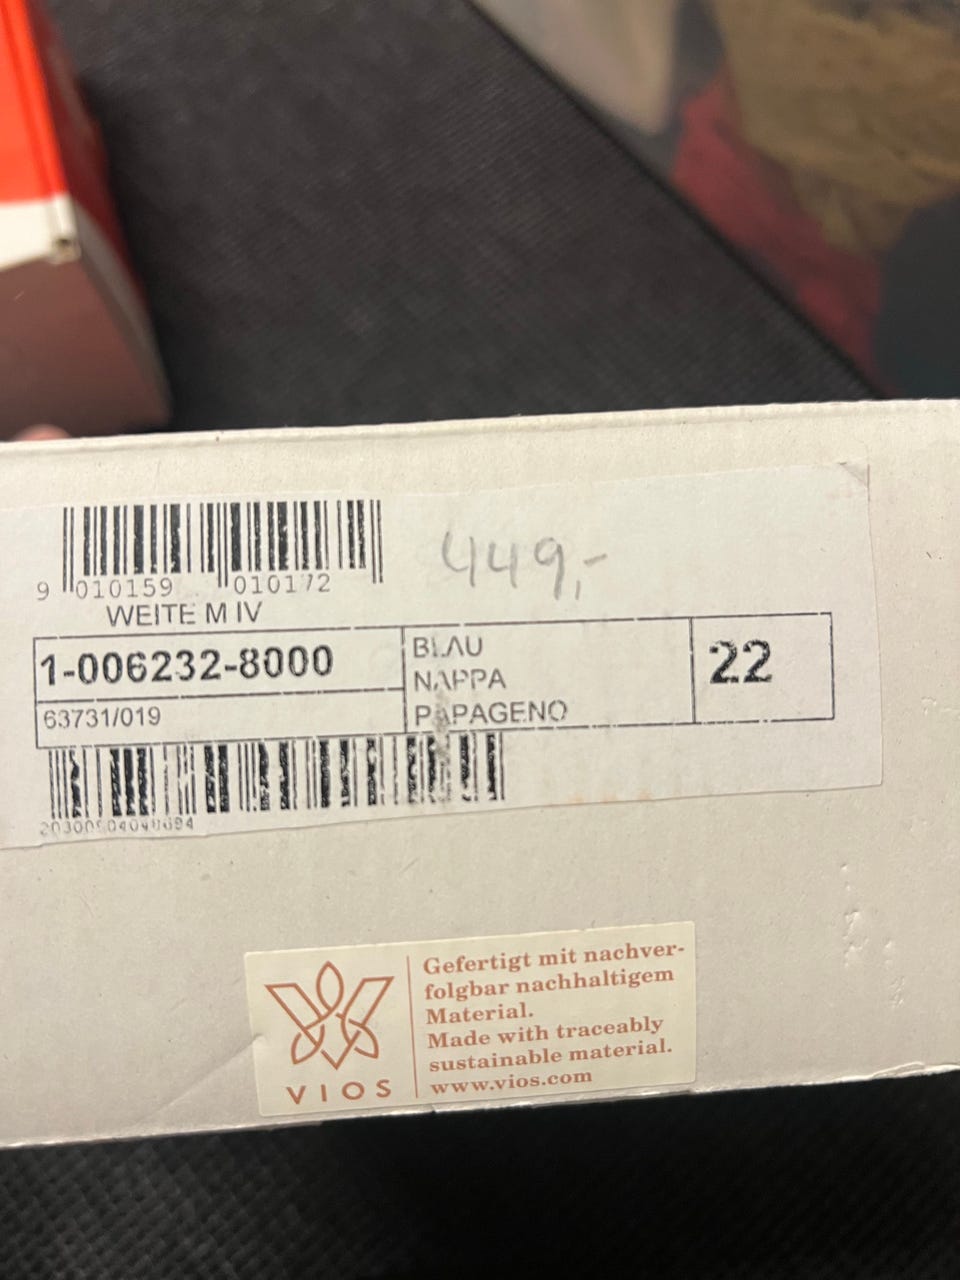 449,-
9 010159 010172
WEITE M IV
1-006232-8000
63731/019
BLAU
NAPPA
PAPAGENO
22
VIOS
Gefertigt mit nachver-
folgbar nachhaltigem
Material.
Made with traceably
sustainable material.
www.vios.com